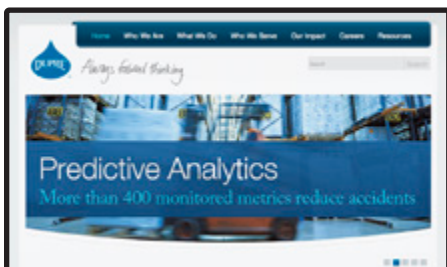 Home Who We Are What We Do Who We Serve Our Impact Careers Resources
DUPRÉ
Always forward thinking
Search
Predictive Analytics
More than 400 monitored metrics reduce accidents